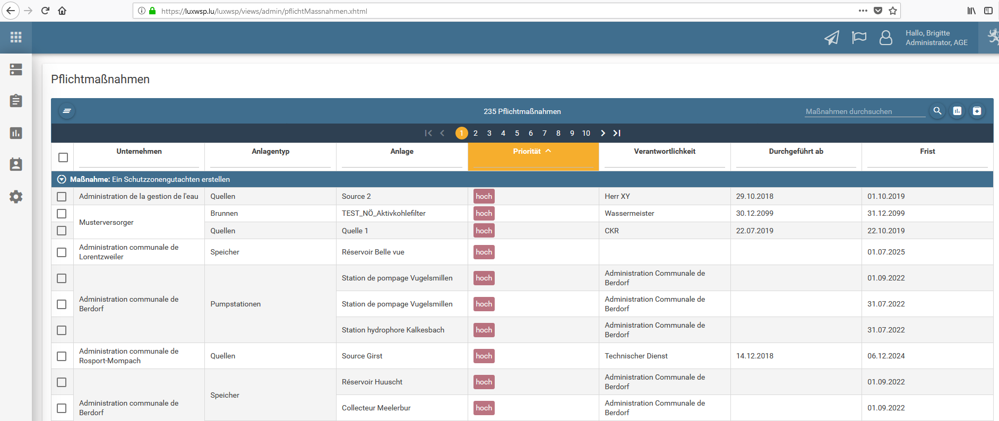 https://luxwsp.lu/luxwsp/views/admin/pflichtMassnahmen.xhtml
Hallo, Brigitte
Administrator, AGE
Pflichtmaßnahmen
235 Pflichtmaßnahmen
Maßnahmen durchsuchen
1 2 3 4 5 6 7 8 9 10
Unternehmen Anlagentyp Anlage Priorität Verantwortlichkeit Durchgeführt ab Frist
Maßnahme: Ein Schutzzonengutachten erstellen
Administration de la gestion de l'eau Quellen Source 2 hoch Herr XY 29.10.2018 01.10.2019
Musterversorger
Brunnen TEST_NÖ_Aktivkohlefilter hoch Wassermeister 30.12.2099 31.12.2099
Quellen Quelle 1 hoch CKR 22.07.2019 22.10.2019
Administration communale de
Lorentzweiler
Speicher Réservoir Belle vue hoch 01.07.2025
Administration communale de
Berdorf
Pumpstationen
Station de pompage Vugelsmillen hoch
Administration Communale de
Berdorf
01.09.2022
Station de pompage Vugelsmillen hoch
Administration Communale de
Berdorf
31.07.2022
Station hydrophore Kalkesbach hoch
Administration Communale de
Berdorf
31.07.2022
Administration communale de
Rosport-Mompach
Quellen Source Girst hoch Technischer Dienst 14.12.2018 06.12.2024
Administration communale de
Berdorf
Speicher
Réservoir Huuscht hoch
Administration Communale de
Berdorf
01.09.2022
Collecteur Meelerbur hoch
Administration Communale de
Berdorf
01.09.2022